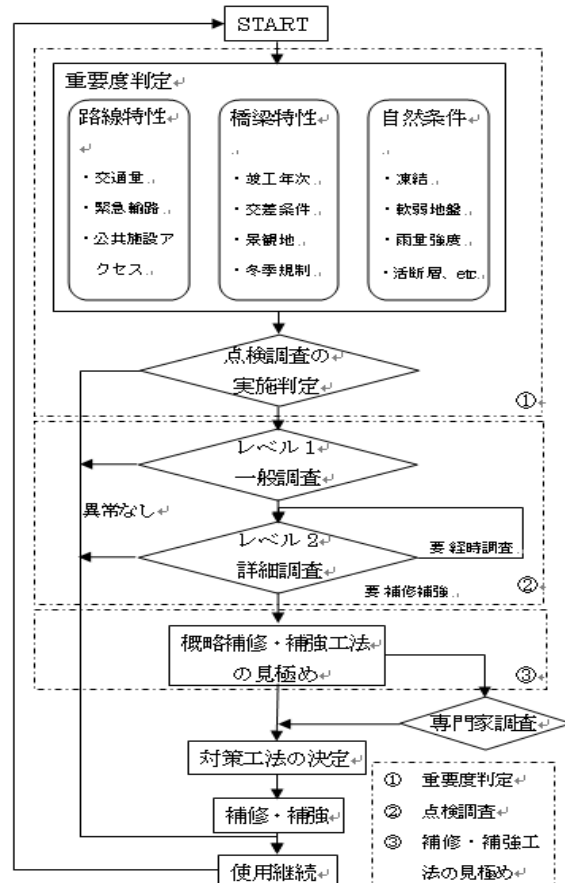 START
重要度判定
路線特性
・交通量
・緊急輸路
・公共施設ア
クセス
橋梁特性
・竣工年次
・交差条件
・景観地
・冬季規制
自然条件
・凍結
・軟弱地盤
・雨量強度
・活断層、etc
点検調査の
実施判定
①
レベル1
一般調査
異常なし
レベル2
詳細調査
要経時調査
要補修補強
②
概略補修・補強工法
の見極め
③
専門家調査
対策工法の決定
補修・補強
使用継続
① 重要度判定
② 点検調査
③ 補修・補強工
法の見極め